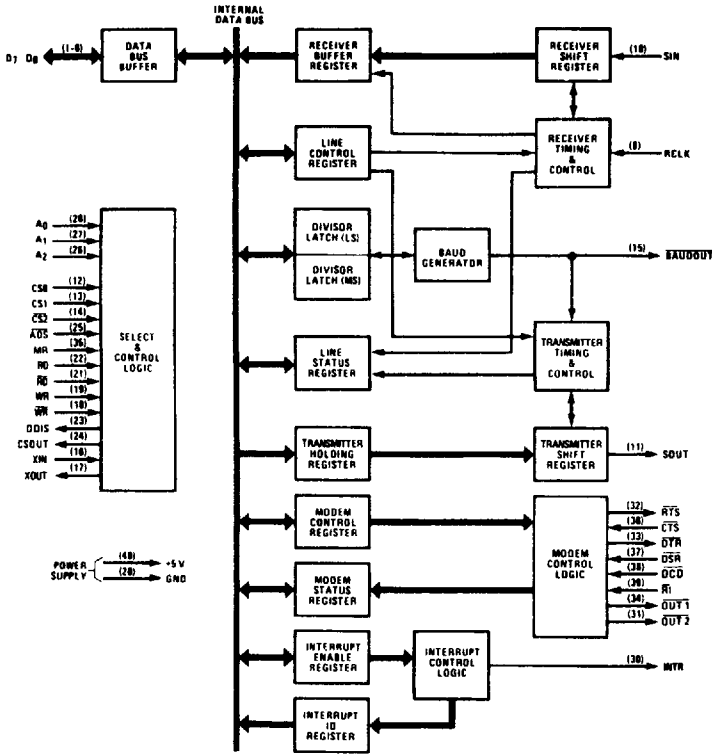 INTERNAL
DATA BUS
D7 D0
(1-8)
DATA
BUS
BUFFER
RECEIVER
BUFFER
REGISTER
RECEIVER
SHIFT
REGISTER
(10)
SIN
LINE
CONTROL
REGISTER
RECEIVER
TIMING
&
CONTROL
RCLK
A0
(28)
A1
(27)
A2
(26)
CS0
(12)
CS1
(13)
CS2
(14)
ADS
(25)
MR
(35)
RD
(22)
RD
(21)
WR
(19)
WR
(18)
DDIS
(23)
CSOUT
(24)
XIN
(16)
XOUT
(17)
SELECT
&
CONTROL
LOGIC
DIVISOR
LATCH (LS)
DIVISOR
LATCH (MS)
BAUD
GENERATOR
(15)
BAUDOUT
LINE
STATUS
REGISTER
TRANSMITTER
TIMING
&
CONTROL
TRANSMITTER
HOLDING
REGISTER
TRANSMITTER
SHIFT
REGISTER
(11)
SOUT
MODEM
CONTROL
REGISTER
MODEM
CONTROL
LOGIC
(32)
RTS
(36)
CTS
(33)
DTR
(37)
DSR
(38)
DCD
(39)
RI
(34)
OUT 1
(31)
OUT 2
POWER
SUPPLY
(40)
+5 V
(20)
GND
MODEM
STATUS
REGISTER
INTERRUPT
ENABLE
REGISTER
INTERRUPT
CONTROL
LOGIC
(30)
INTR
INTERRUPT
ID
REGISTER